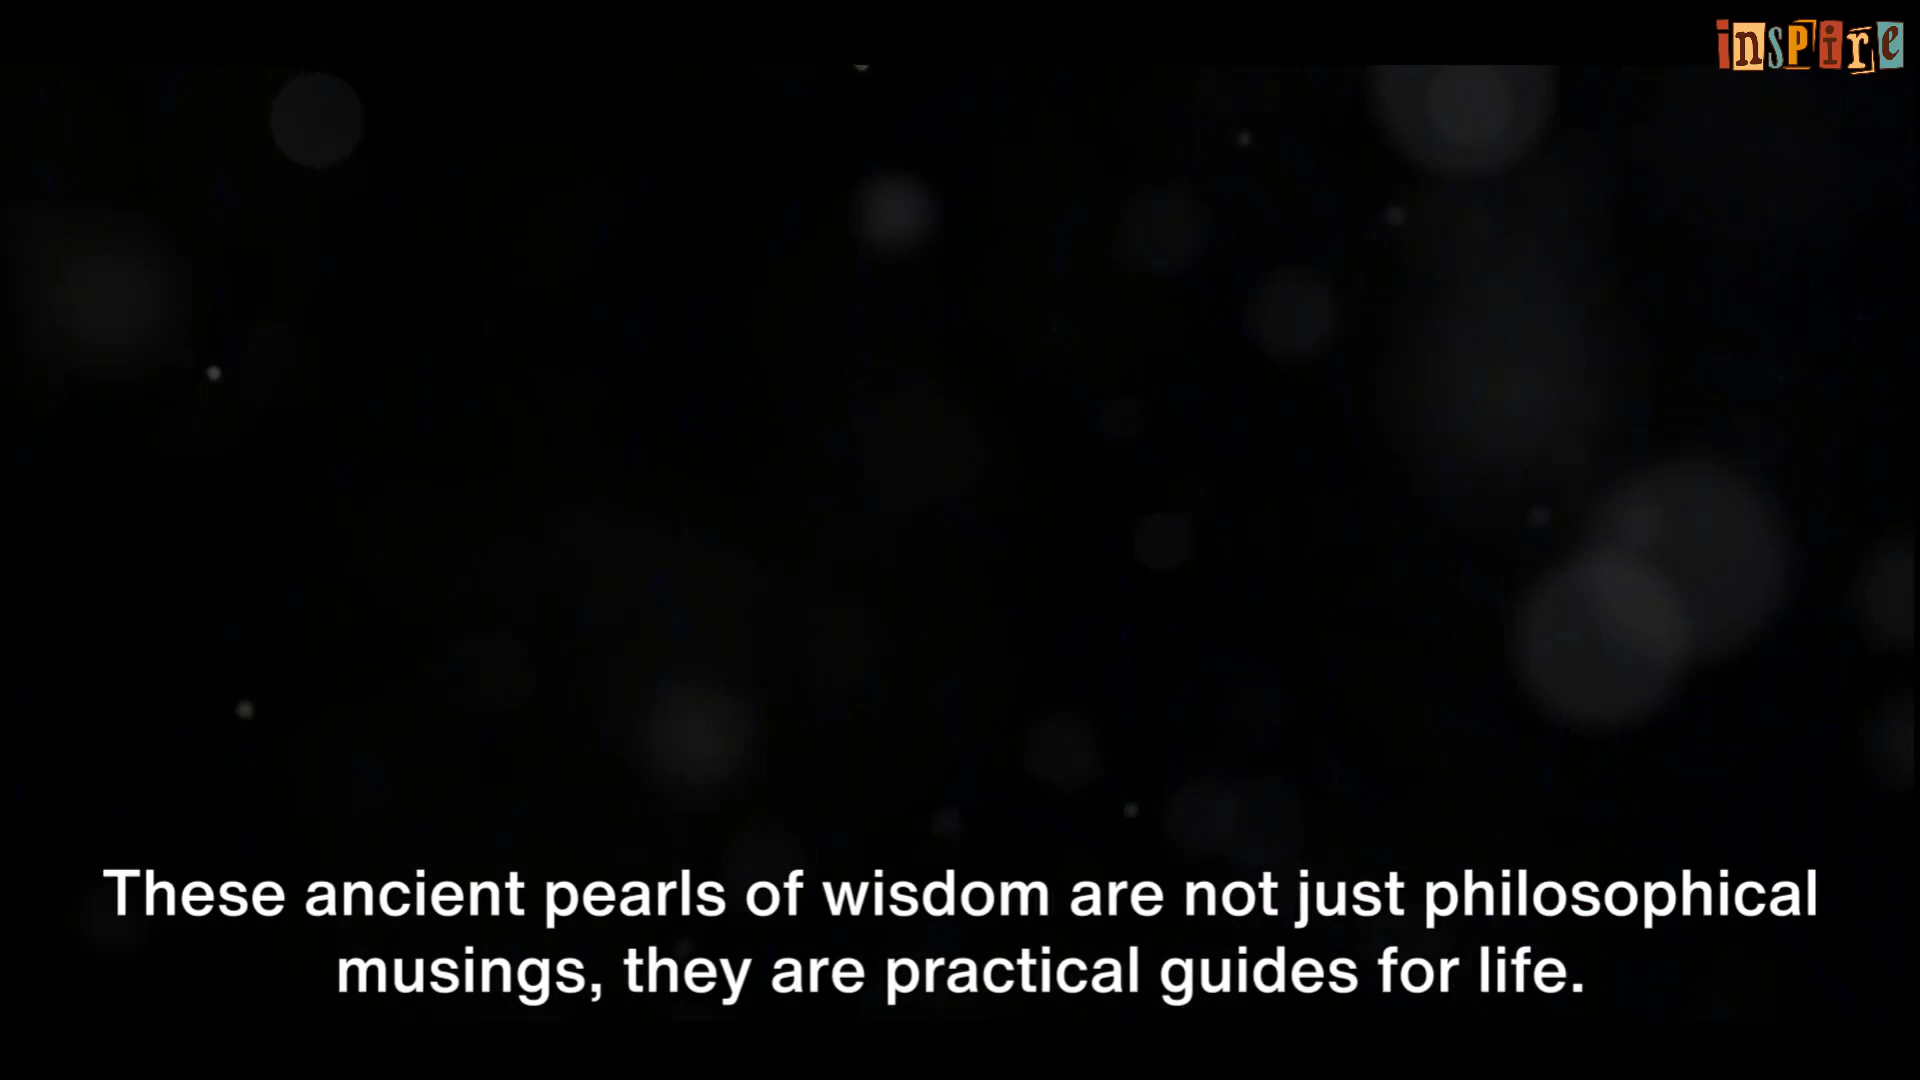 inspire
These ancient pearls of wisdom are not just philosophical
musings, they are practical guides for life.